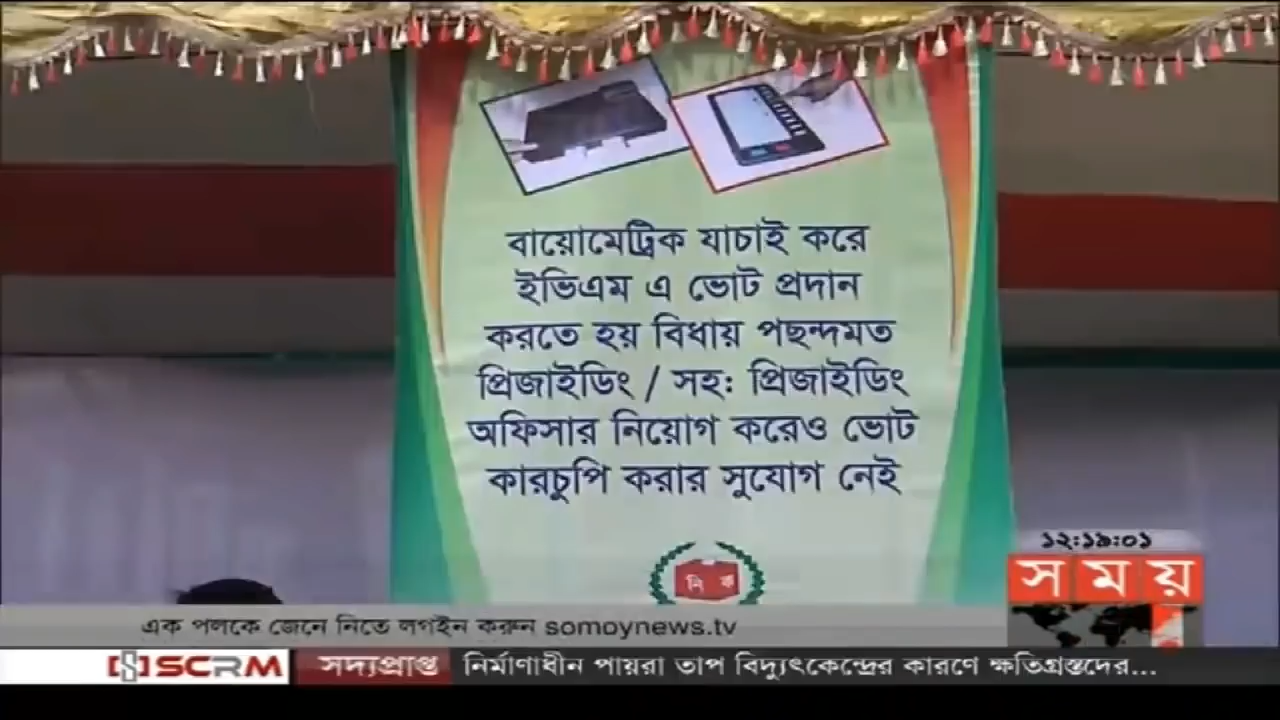 বায়োমেট্রিক যাচাই করে
ইভিএম এ ভোট প্রদান
করতে হয় বিধায় পছন্দমত
প্রিজাইডিং / সহ: প্রিজাইডিং
অফিসার নিয়োগ করেও ভোট
কারচুপি করার সুযোগ নেই
নি ক
১২:১৯:০১
সময়
এক পলকে জেনে নিতে লগইন করুন somoynews.tv
SCRM সদ্যপ্রাপ্ত নির্মাণাধীন পায়রা তাপ বিদ্যুৎকেন্দ্রের কারণে ক্ষতিগ্রস্তদের...